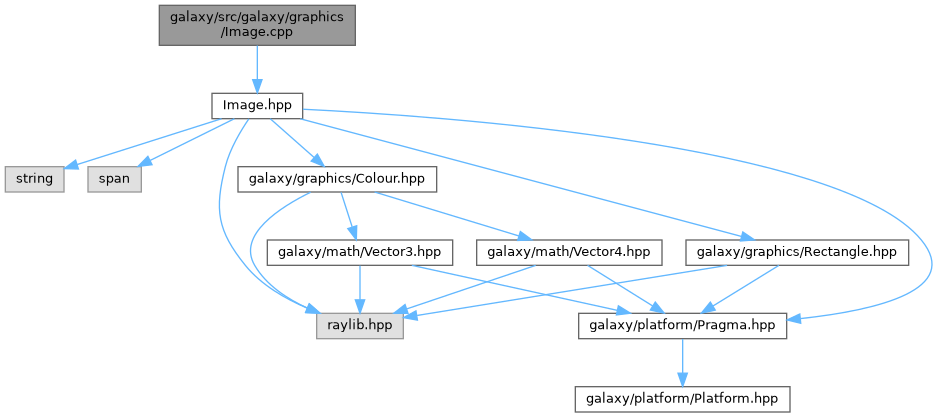 galaxy/src/galaxy/graphics
/Image.cpp
Image.hpp
string
span
galaxy/graphics/Colour.hpp
galaxy/math/Vector3.hpp
galaxy/math/Vector4.hpp
galaxy/graphics/Rectangle.hpp
raylib.hpp
galaxy/platform/Pragma.hpp
galaxy/platform/Platform.hpp